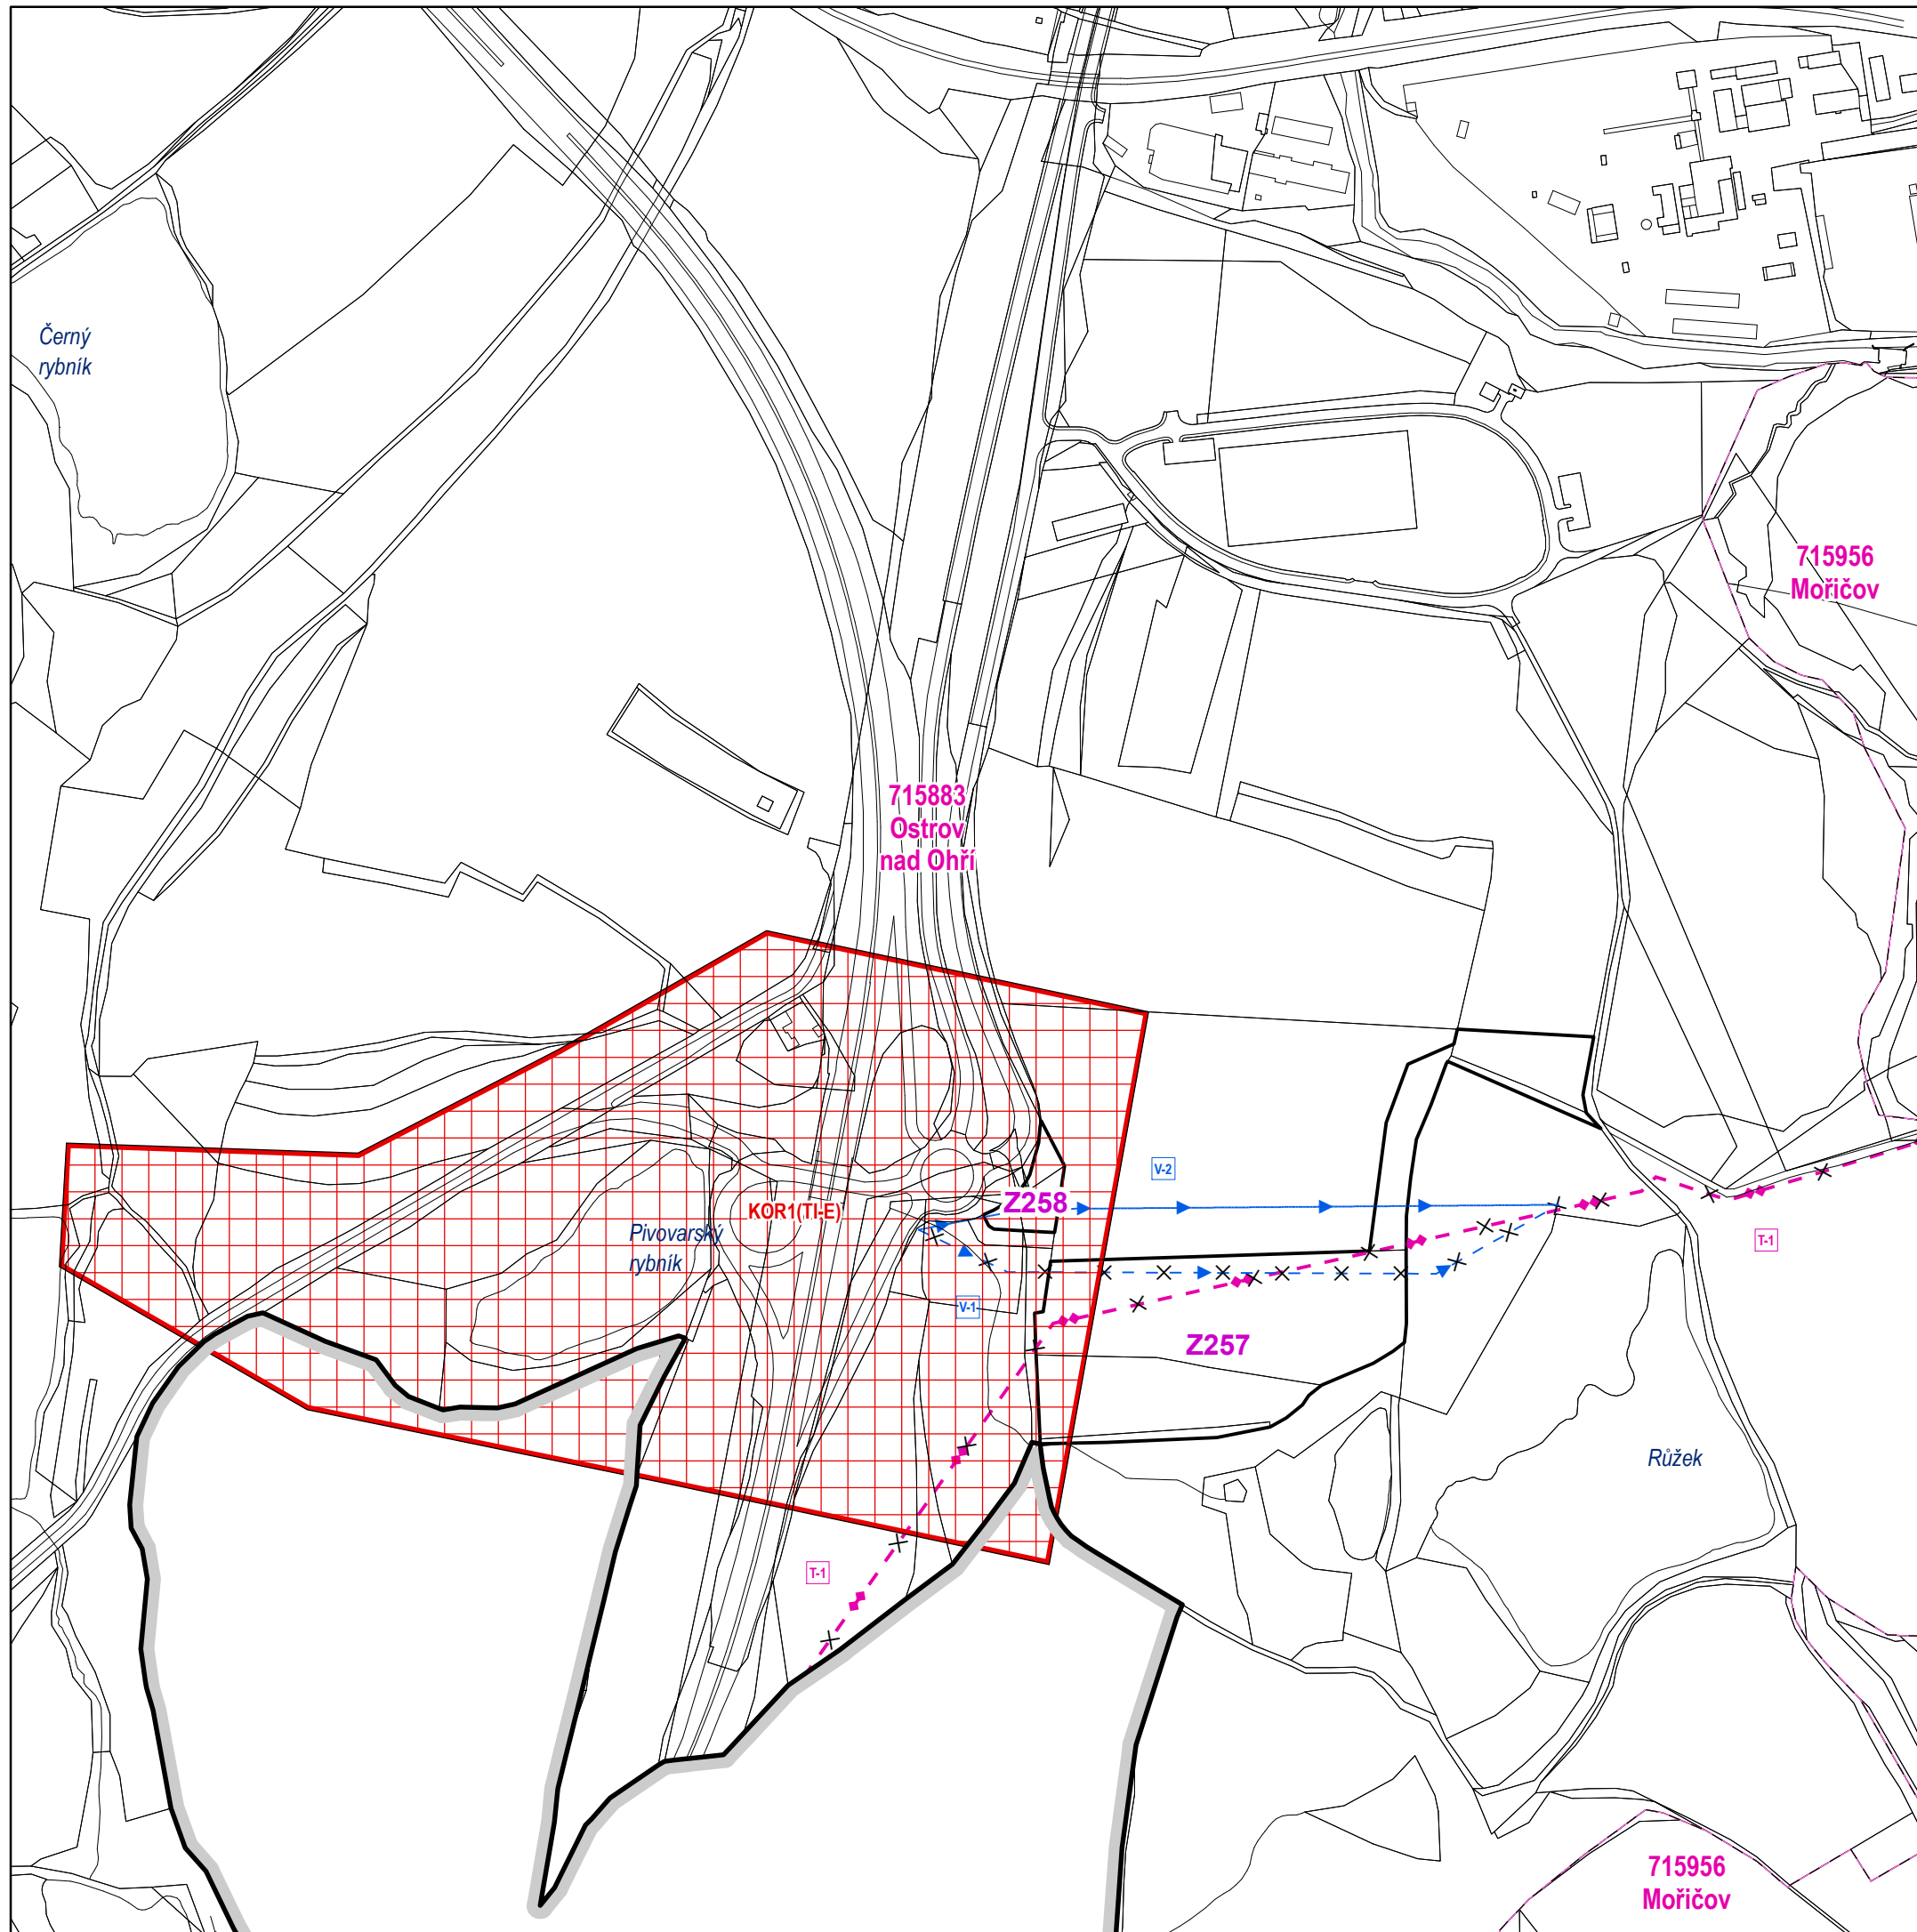 Černý
rybník
715956
Mořičov
715883
Ostrov
nad Ohří
V-2
Z258
KOR1(TI-E)
Pivovarský
rybník
T-1
V-1
Z257
Růžek
T-1
715956
Mořičov